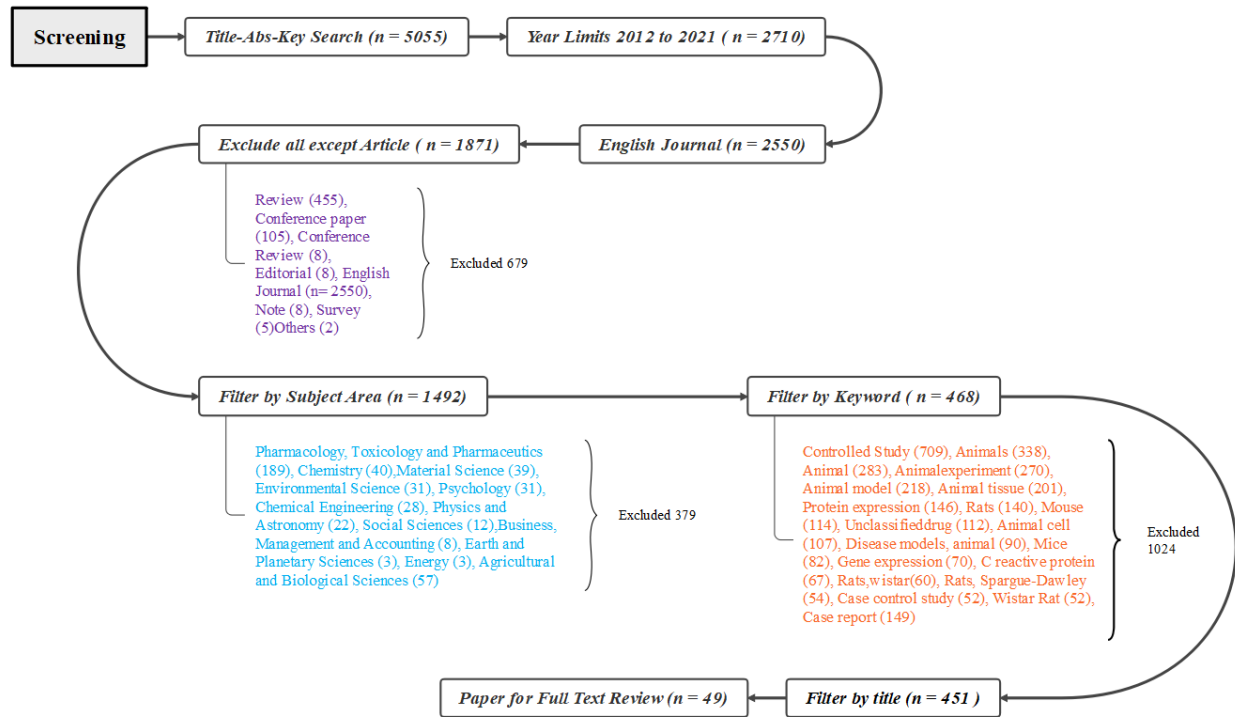 Screening
Title-Abs-Key Search (n = 5055)
Year Limits 2012 to 2021 ( n = 2710)
Exclude all except Article ( n = 1871)
English Journal (n = 2550)
Review (455),
Conference paper
(105), Conference
Review (8),
Editorial (8), English
Journal (n= 2550),
Note (8), Survey
(5)Others (2)
Excluded 679
Filter by Subject Area (n = 1492)
Filter by Keyword ( n = 468)
Pharmacology, Toxicology and Pharmaceutics
(189), Chemistry (40),Material Science (39),
Environmental Science (31), Psychology (31),
Chemical Engineering (28), Physics and
Astronomy (22), Social Sciences (12),Business,
Management and Accounting (8), Earth and
Planetary Sciences (3), Energy (3), Agricultural
and Biological Sciences (57)
Excluded 379
Controlled Study (709), Animals (338),
Animal (283), Animalexperiment (270),
Animal model (218), Animal tissue (201),
Protein expression (146), Rats (140), Mouse
(114), Unclassifieddrug (112), Animal cell
(107), Disease models, animal (90), Mice
(82), Gene expression (70), C reactive protein
(67), Rats,wistar(60), Rats, Spargue-Dawley
(54), Case control study (52), Wistar Rat (52),
Case report (149)
Excluded
1024
Paper for Full Text Review (n = 49)
Filter by title (n = 451 )